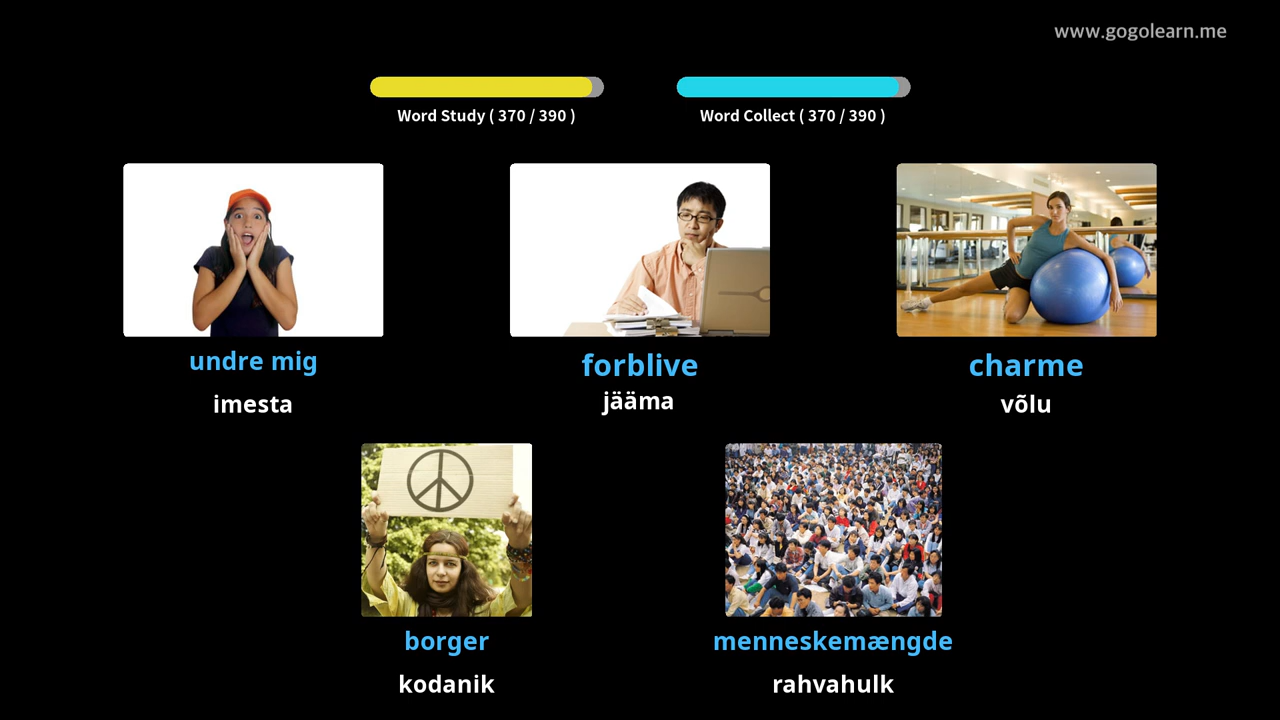 www.gogolearn.me
Word Study ( 370 / 390 )
Word Collect ( 370 / 390 )
undre mig
imesta
forblive
jääma
charme
võlu
borger
kodanik
menneskemængde
rahvahulk